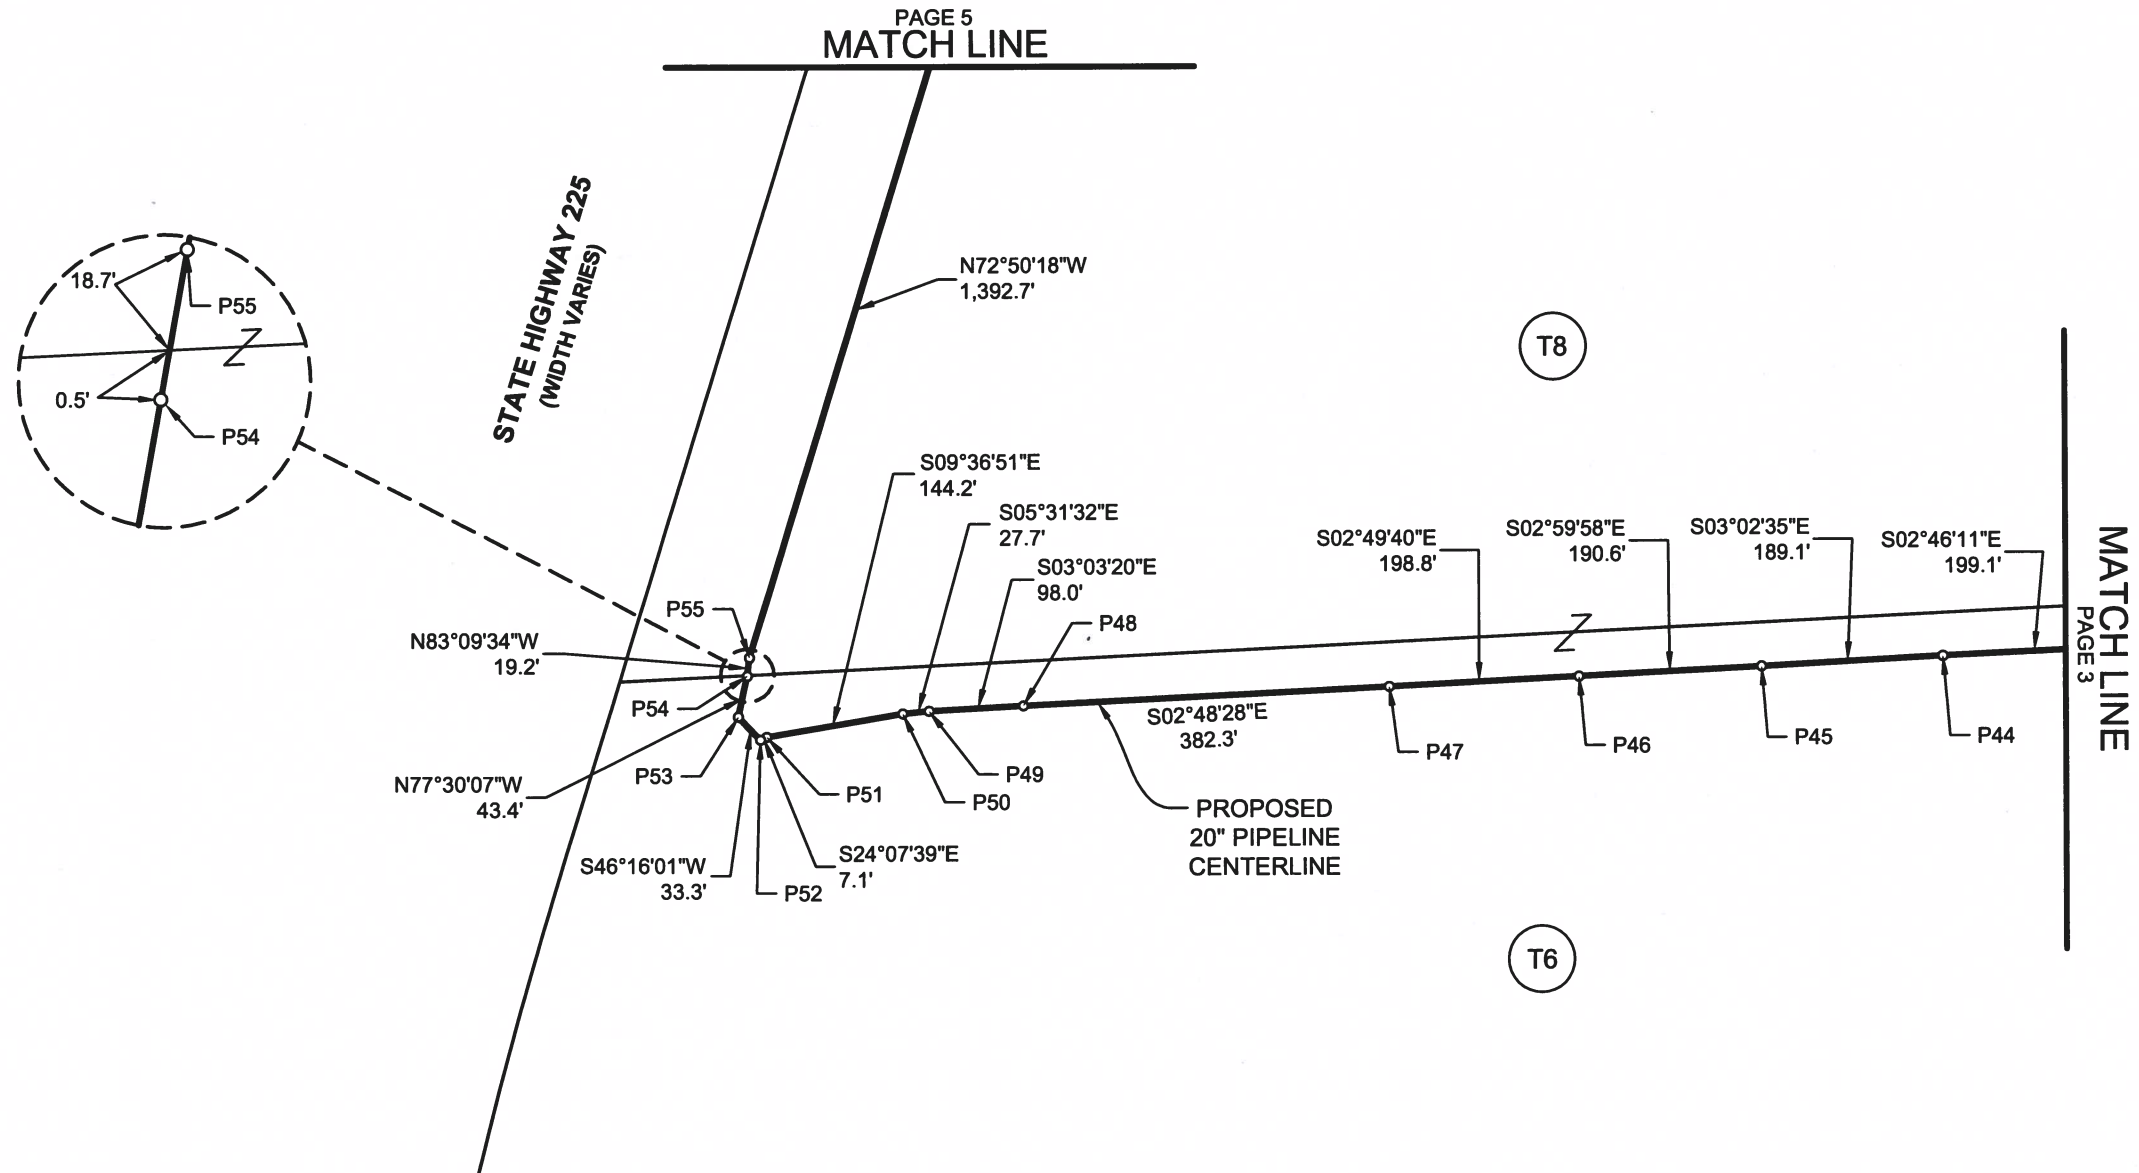 PAGE 5
MATCH LINE
STATE HIGHWAY 225
(WIDTH VARIES)
18.7'
P55
0.5'
P54
N72°50'18"W
1,392.7'
T8
S09°36'51"E
144.2'
S05°31'32"E
27.7'
S03°03'20"E
98.0'
P48
S02°49'40"E
198.8'
S02°59'58"E
190.6'
S03°02'35"E
189.1'
S02°46'11"E
199.1'
MATCH LINE
PAGE 3
P55
N83°09'34"W
19.2'
P54
S02°48'28"E
382.3'
P47
P46
P45
P44
P53
N77°30'07"W
43.4'
P51
P50
P49
PROPOSED
20" PIPELINE
CENTERLINE
S46°16'01"W
33.3'
P52
S24°07'39"E
7.1'
T6